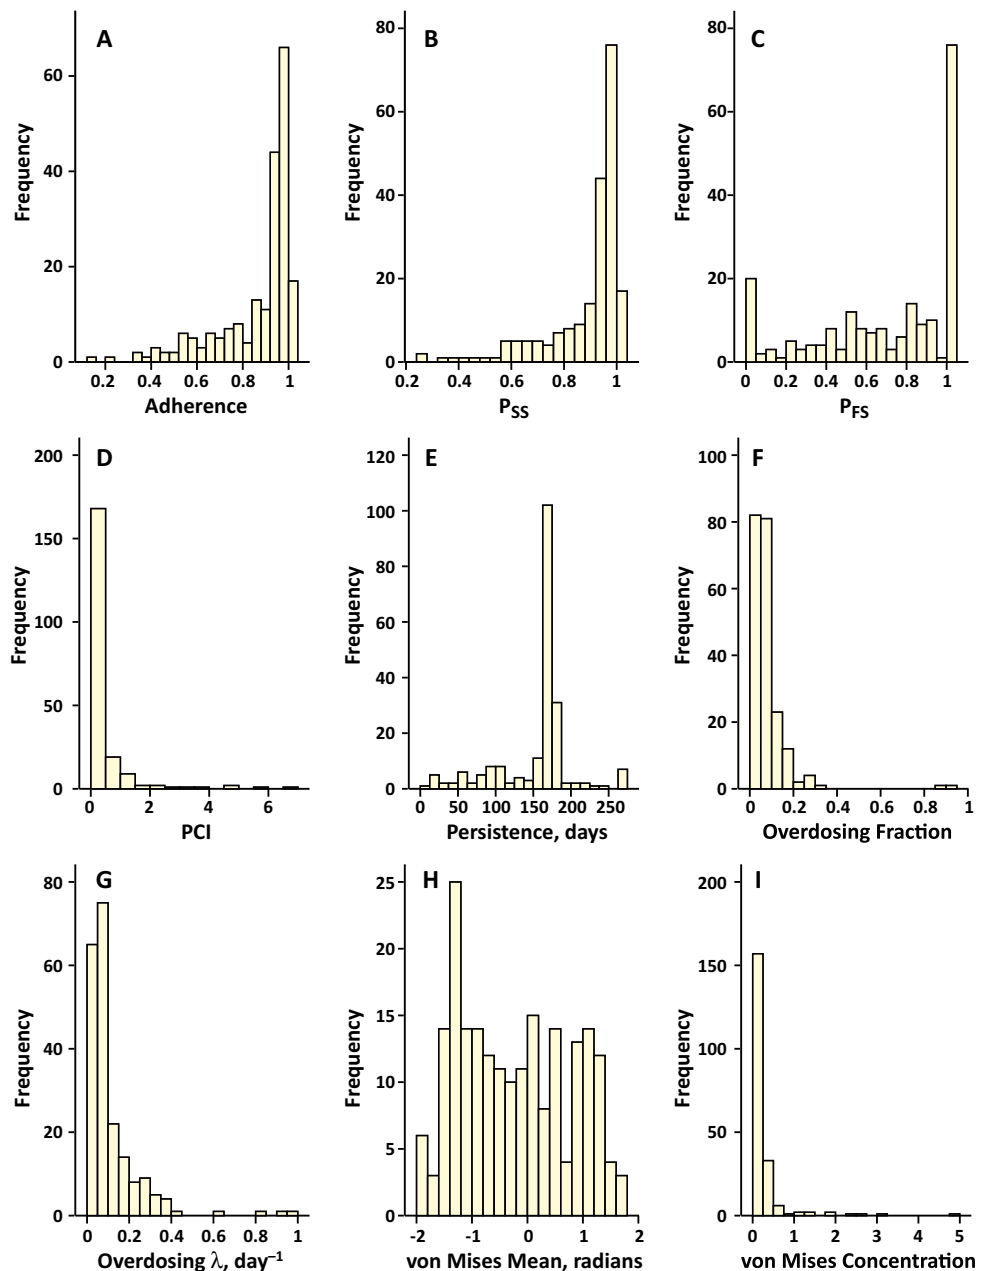 A
B
C
Frequency
60
40
20
0
0.2 0.4 0.6 0.8 1
Adherence
Frequency
80
60
40
20
0
0.2 0.4 0.6 0.8 1
PSS
Frequency
80
60
40
20
0
0 0.2 0.4 0.6 0.8 1
PFS
D
E
F
Frequency
200
150
100
50
0
0 2 4 6
PCI
Frequency
120
100
80
60
40
20
0
0 50 100 150 200 250
Persistence, days
Frequency
100
80
60
40
20
0
0 0.2 0.4 0.6 0.8 1
Overdosing Fraction
G
H
I
Frequency
80
60
40
20
0
0 0.2 0.4 0.6 0.8 1
Overdosing λ, day–1
Frequency
25
20
15
10
5
0
-2 -1 0 1 2
von Mises Mean, radians
Frequency
200
150
100
50
0
0 1 2 3 4 5
von Mises Concentration